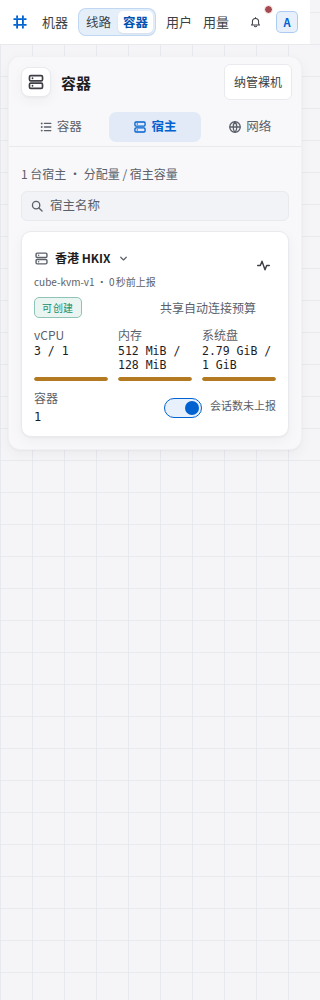 机器 线路 容器 用户 用量 A
容器 纳管裸机
容器 宿主 网络
1 台宿主 · 分配量 / 宿主容量
宿主名称
香港 HKIX
cube-kvm-v1 · 0 秒前上报
可创建 共享自动连接预算
vCPU 内存 系统盘
3 / 1 512 MiB / 2.79 GiB /
128 MiB 1 GiB
容器
1 会话数未上报